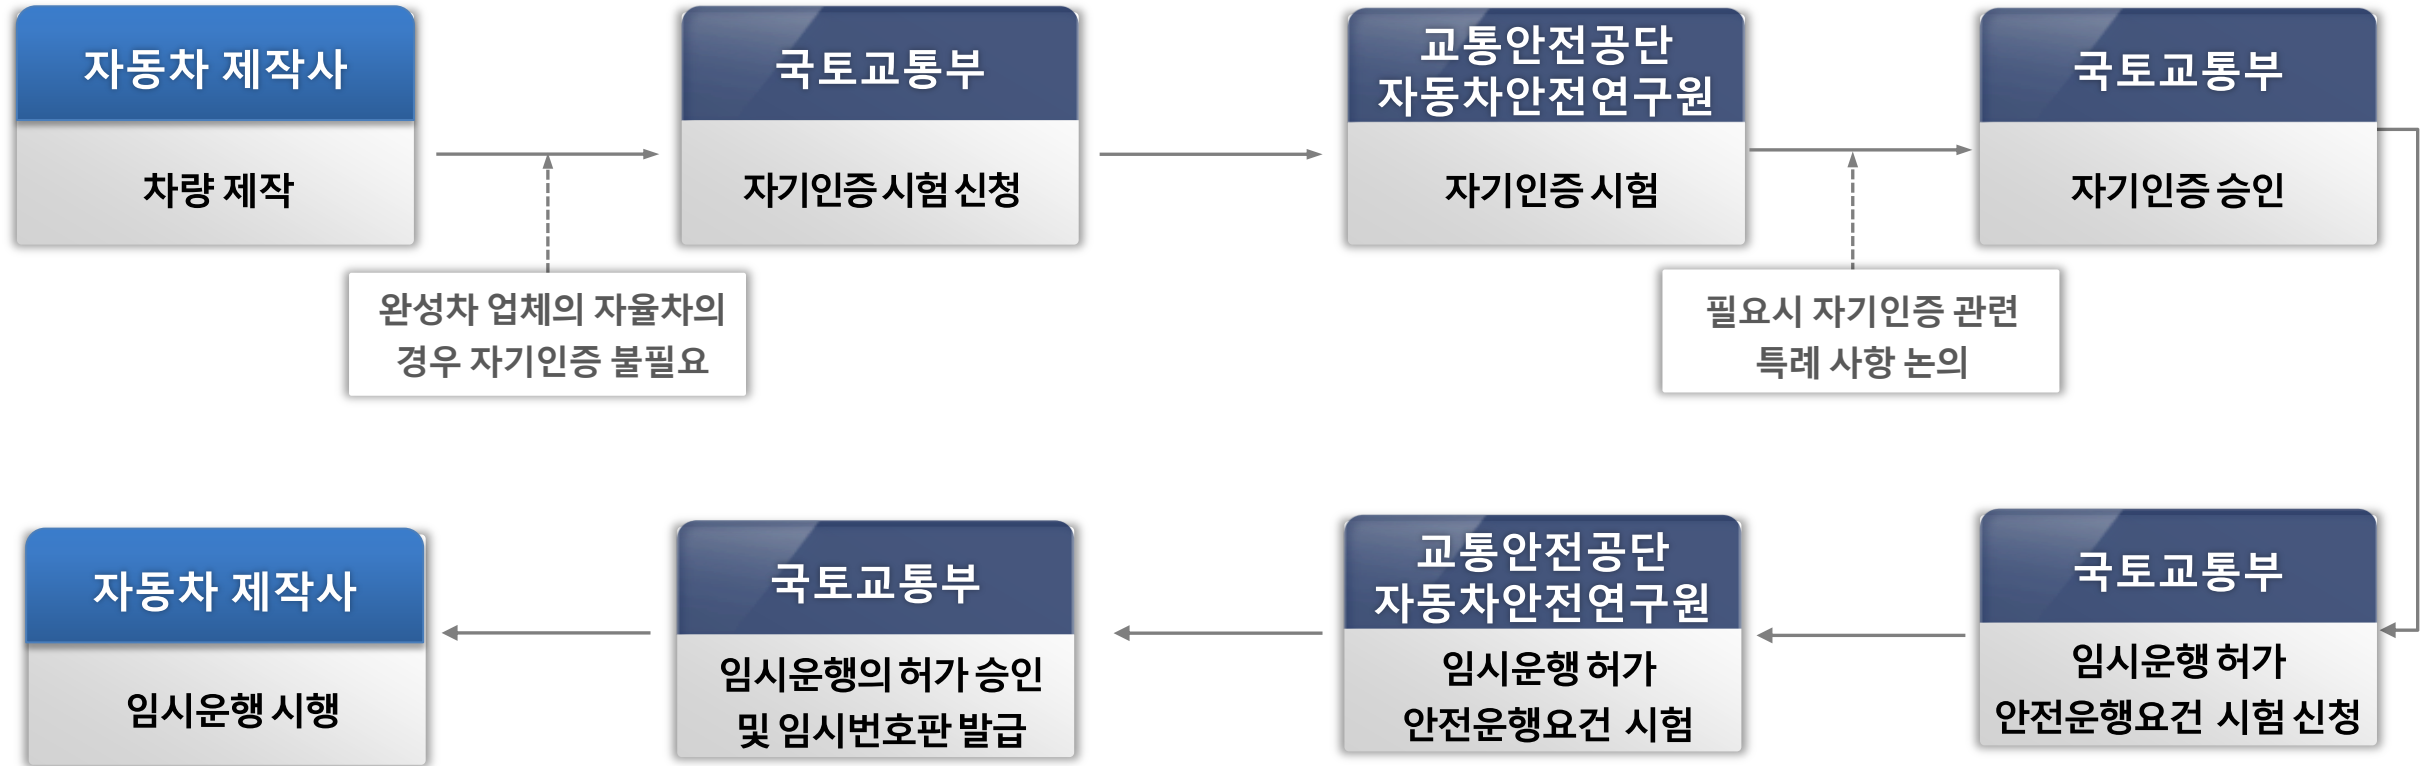 자동차 제작사
차량 제작
국토교통부
자기인증 시험 신청
교통안전공단
자동차안전연구원
자기인증 시험
국토교통부
자기인증 승인
완성차 업체의 자율차의
경우 자기인증 불필요
필요시 자기인증 관련
특례 사항 논의
국토교통부
임시운행 허가
안전운행요건 시험 신청
교통안전공단
자동차안전연구원
임시운행 허가
안전운행요건 시험
국토교통부
임시운행의 허가 승인
및 임시번호판 발급
자동차 제작사
임시운행 시행